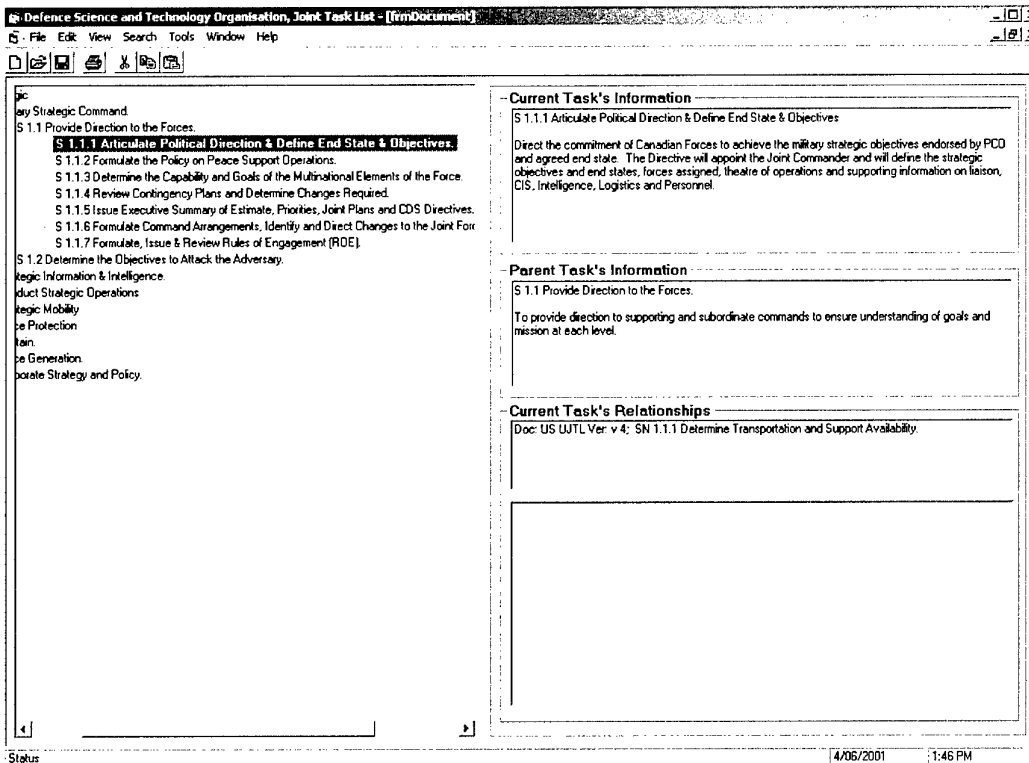 Defence Science and Technology Organisation, Joint Task List - [frmDocument]
File Edit View Search Tools Window Help
gic
ary Strategic Command.
S 1.1 Provide Direction to the Forces.
S 1.1.1 Articulate Political Direction & Define End State & Objectives.
S 1.1.2 Formulate the Policy on Peace Support Operations.
S 1.1.3 Determine the Capability and Goals of the Multinational Elements of the Force.
S 1.1.4 Review Contingency Plans and Determine Changes Required.
S 1.1.5 Issue Executive Summary of Estimate, Priorities, Joint Plans and CDS Directives.
S 1.1.6 Formulate Command Arrangements, Identify and Direct Changes to the Joint Forc
S 1.1.7 Formulate, Issue & Review Rules of Engagement (ROE).
S 1.2 Determine the Objectives to Attack the Adversary.
tegic Information & Intelligence.
duct Strategic Operations
tegic Mobility
ce Protection
tain.
ce Generation.
porate Strategy and Policy.
Current Task's Information
S 1.1.1 Articulate Political Direction & Define End State & Objectives
Direct the commitment of Canadian Forces to achieve the military strategic objectives endorsed by PCO
and agreed end state. The Directive will appoint the Joint Commander and will define the strategic
objectives and end states, forces assigned, theatre of operations and supporting information on liaison,
CIS, Intelligence, Logistics and Personnel.
Parent Task's Information
S 1.1 Provide Direction to the Forces.
To provide direction to supporting and subordinate commands to ensure understanding of goals and
mission at each level.
Current Task's Relationships
Doc: US UJTL Ver: v 4; SN 1.1.1 Determine Transportation and Support Availability.
Status
4/06/2001
1:46 PM